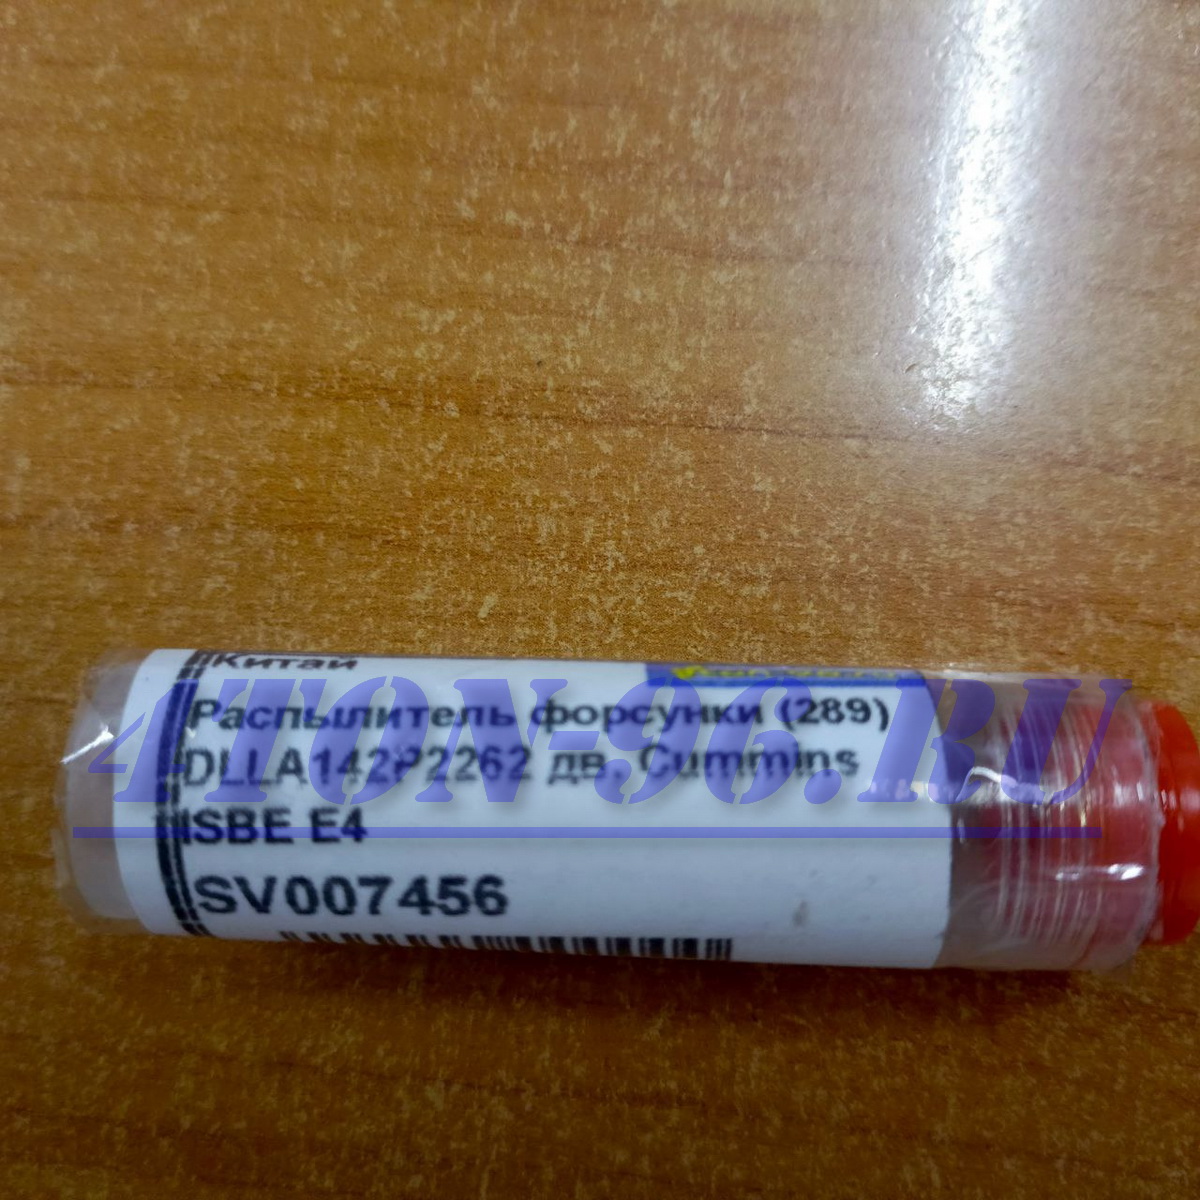 Китай
Распылитель форсунки (289)
DLLA142P2262 дв. Cummins
ISBE E4
SV007456
4TON-96.RU